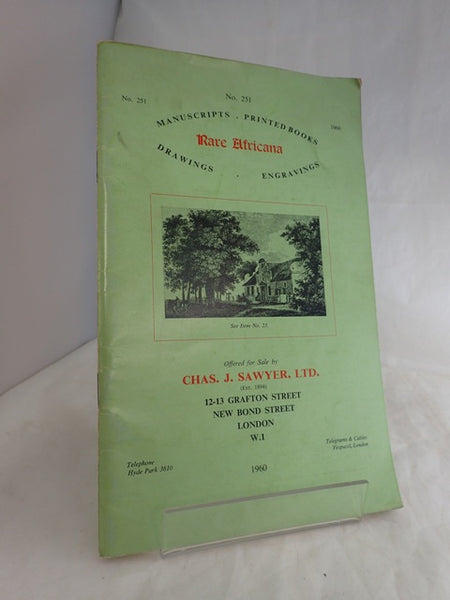 No. 251
No. 251
1960
MANUSCRIPTS . PRINTED BOOKS
Rare Africana
DRAWINGS . ENGRAVINGS
See Item No. 25.
Offered for Sale by
CHAS. J. SAWYER, LTD.
(Est. 1894)
12-13 GRAFTON STREET
NEW BOND STREET
LONDON
W.1
Telephone
Hyde Park 3810
Telegrams & Cables
Vespucci, London
1960